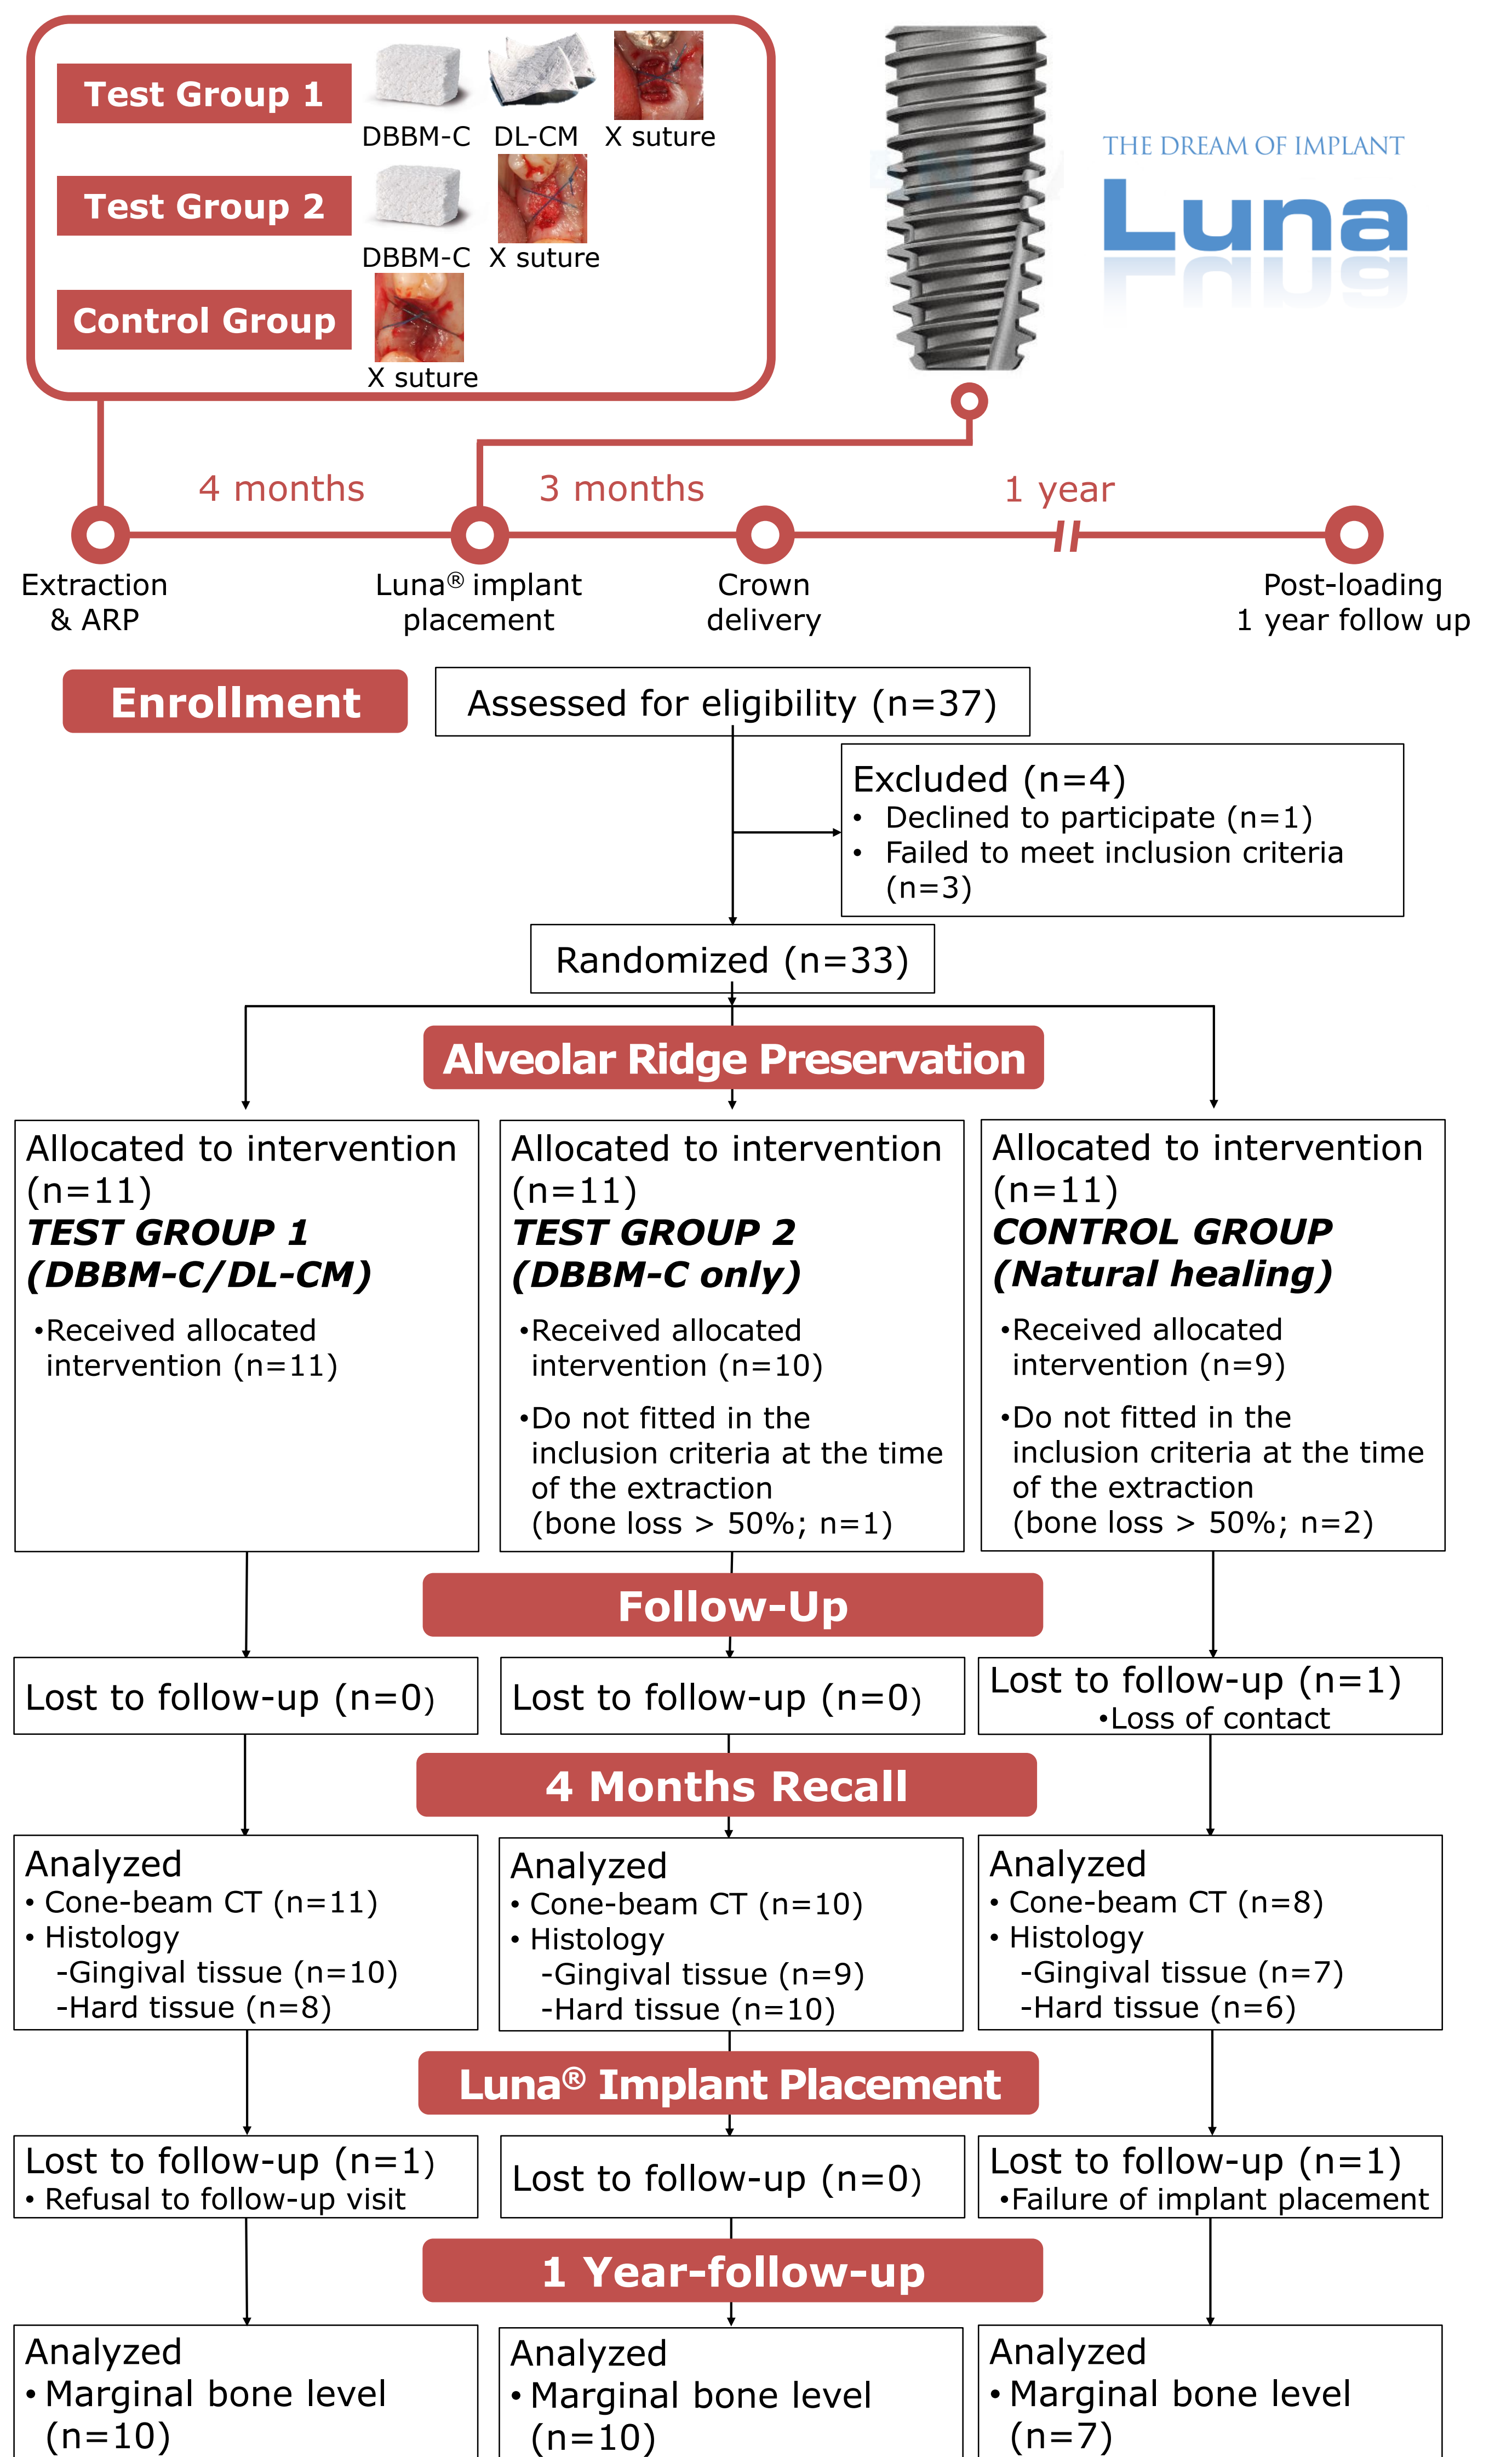 Test Group 1
DBBM-C DL-CM X suture
Test Group 2
DBBM-C X suture
Control Group
X suture
THE DREAM OF IMPLANT
Luna
4 months
3 months
1 year
Extraction
& ARP
Luna® implant
placement
Crown
delivery
Post-loading
1 year follow up
Enrollment
Assessed for eligibility (n=37)
Excluded (n=4)
• Declined to participate (n=1)
• Failed to meet inclusion criteria
(n=3)
Randomized (n=33)
Alveolar Ridge Preservation
Allocated to intervention
(n=11)
TEST GROUP 1
(DBBM-C/DL-CM)
•Received allocated
intervention (n=11)
Allocated to intervention
(n=11)
TEST GROUP 2
(DBBM-C only)
•Received allocated
intervention (n=10)
•Do not fitted in the
inclusion criteria at the time
of the extraction
(bone loss > 50%; n=1)
Allocated to intervention
(n=11)
CONTROL GROUP
(Natural healing)
•Received allocated
intervention (n=9)
•Do not fitted in the
inclusion criteria at the time
of the extraction
(bone loss > 50%; n=2)
Follow-Up
Lost to follow-up (n=0)
Lost to follow-up (n=0)
Lost to follow-up (n=1)
•Loss of contact
4 Months Recall
Analyzed
• Cone-beam CT (n=11)
• Histology
-Gingival tissue (n=10)
-Hard tissue (n=8)
Analyzed
• Cone-beam CT (n=10)
• Histology
-Gingival tissue (n=9)
-Hard tissue (n=10)
Analyzed
• Cone-beam CT (n=8)
• Histology
-Gingival tissue (n=7)
-Hard tissue (n=6)
Luna® Implant Placement
Lost to follow-up (n=1)
• Refusal to follow-up visit
Lost to follow-up (n=0)
Lost to follow-up (n=1)
•Failure of implant placement
1 Year-follow-up
Analyzed
• Marginal bone level
(n=10)
Analyzed
• Marginal bone level
(n=10)
Analyzed
• Marginal bone level
(n=7)